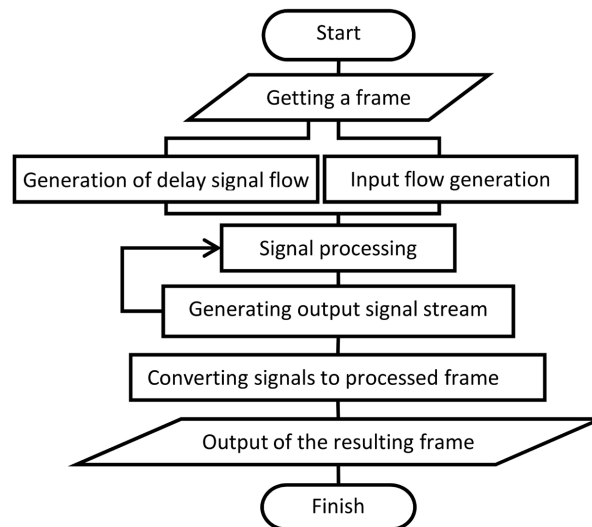 Start
Getting a frame
Generation of delay signal flow
Input flow generation
Signal processing
Generating output signal stream
Converting signals to processed frame
Output of the resulting frame
Finish